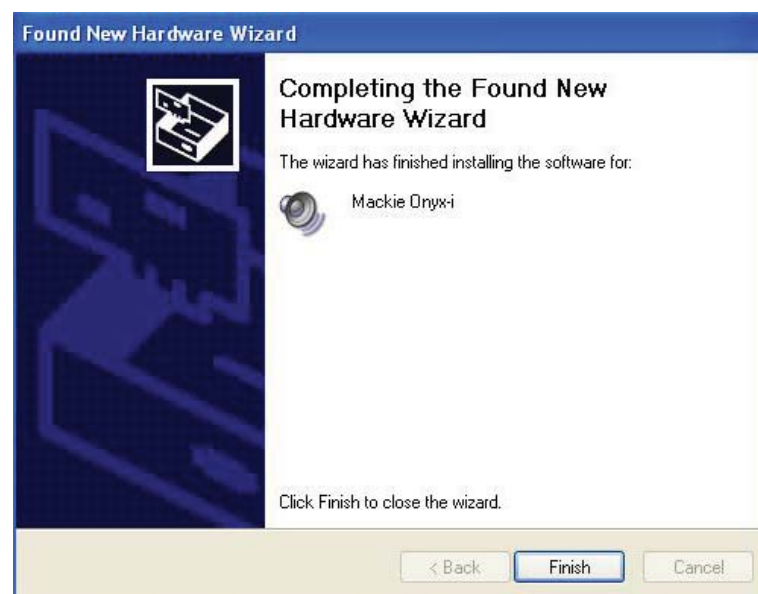 Found New Hardware Wizard
Completing the Found New
Hardware Wizard
The wizard has finished installing the software for:
Mackie Onyx-i
Click Finish to close the wizard.
< Back Finish Cancel